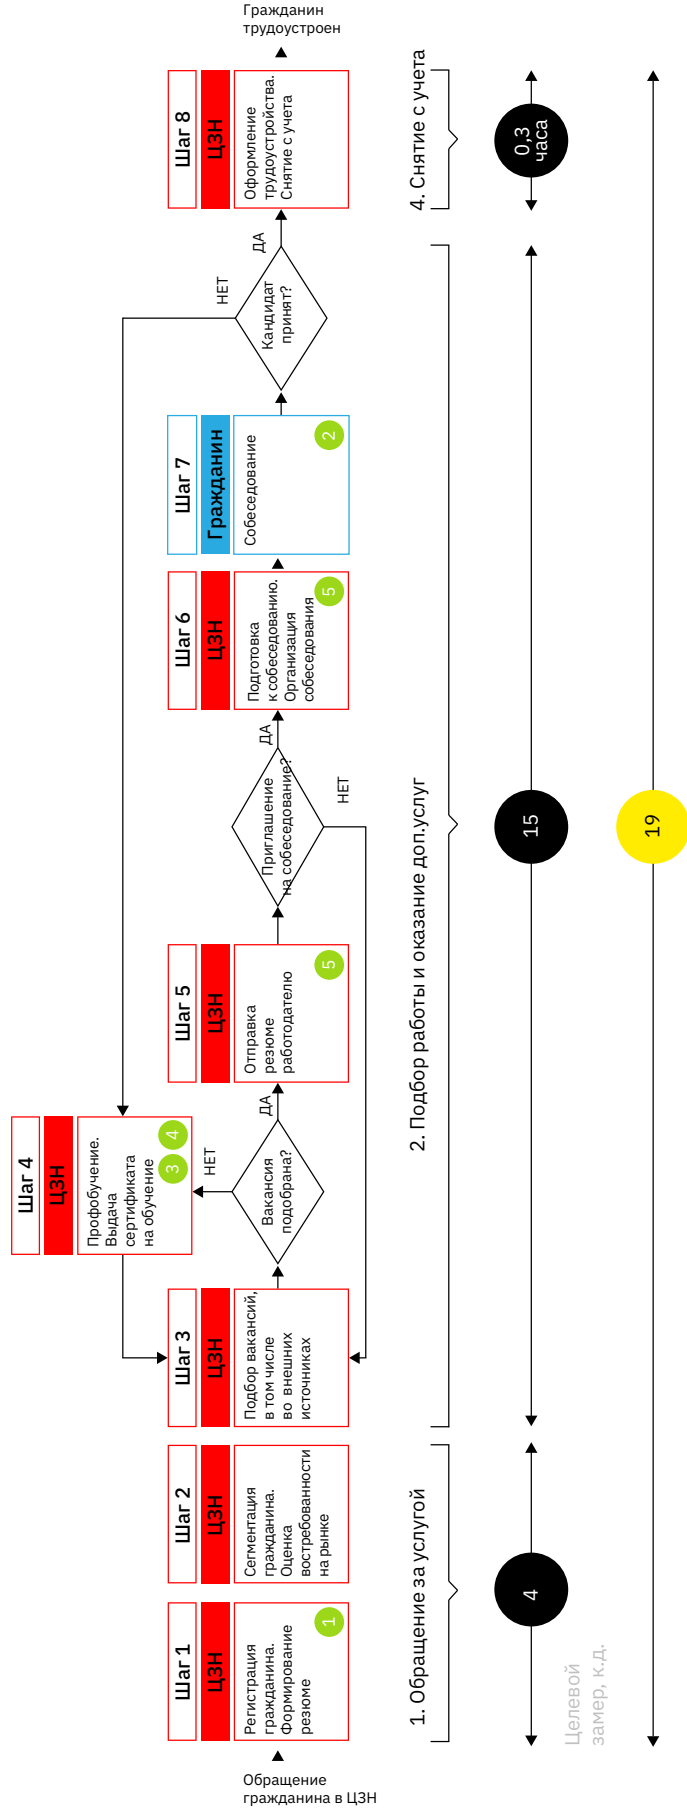 Обращение
гражданина в ЦЗН
Шаг 1
ЦЗН
Регистрация
гражданина.
Формирование
резюме
1
Шаг 2
ЦЗН
Сегментация
гражданина.
Оценка
востребованности
на рынке
Шаг 3
ЦЗН
Подбор вакансий,
в том числе
во внешних
источниках
Вакансия
подобрана?
НЕТ
ДА
Шаг 4
ЦЗН
Профобучение.
Выдача
сертификата
на обучение
3
4
Шаг 5
ЦЗН
Отправка
резюме
работодателю
5
Приглашение
на собеседование?
ДА
НЕТ
Шаг 6
ЦЗН
Подготовка
к собеседованию.
Организация
собеседования
5
Шаг 7
Гражданин
Собеседование
2
Кандидат
принят?
НЕТ
ДА
Шаг 8
ЦЗН
Оформление
трудоустройства.
Снятие с учета
Гражданин
трудоустроен
1. Обращение за услугой
2. Подбор работы и оказание доп.услуг
4. Снятие с учета
Целевой
замер, к.д.
4
15
0,3
часа
19